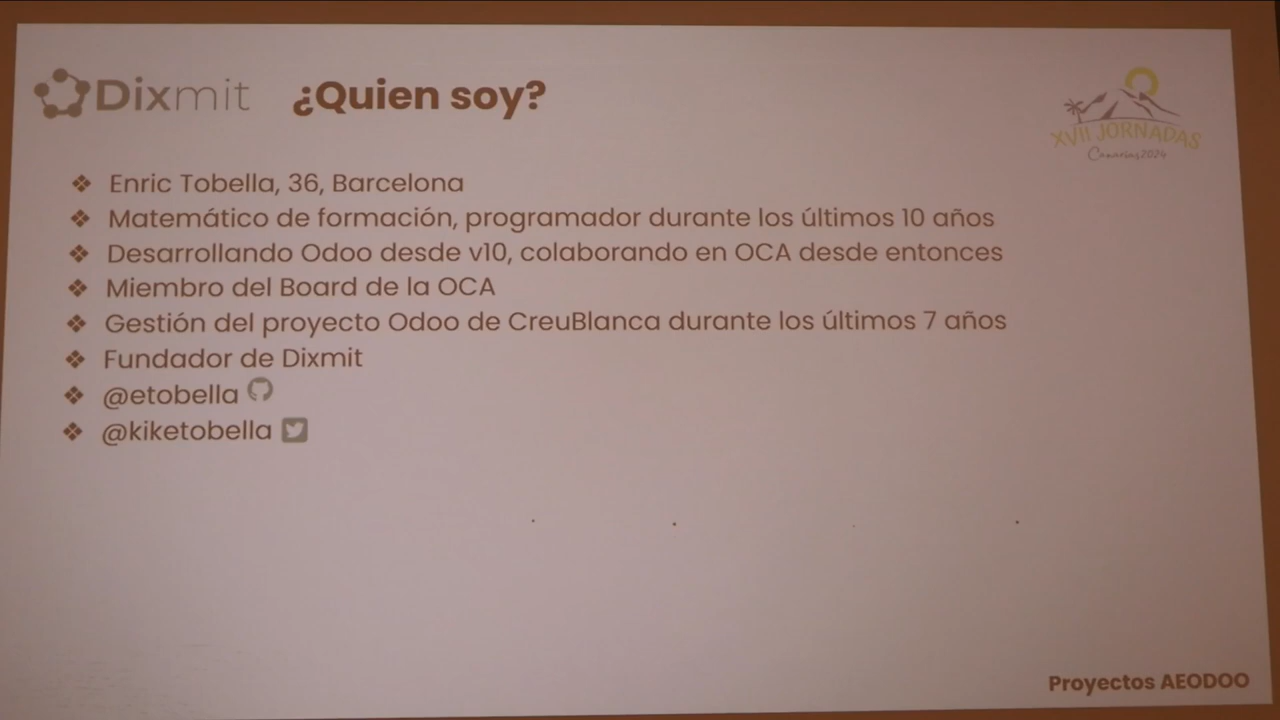 Dixmit
¿Quien soy?
XVII JORNADAS
Canarias2024
Enric Tobella, 36, Barcelona
Matemático de formación, programador durante los últimos 10 años
Desarrollando Odoo desde v10, colaborando en OCA desde entonces
Miembro del Board de la OCA
Gestión del proyecto Odoo de CreuBlanca durante los últimos 7 años
Fundador de Dixmit
@etobella
@kiketobella
Proyectos AEODOO